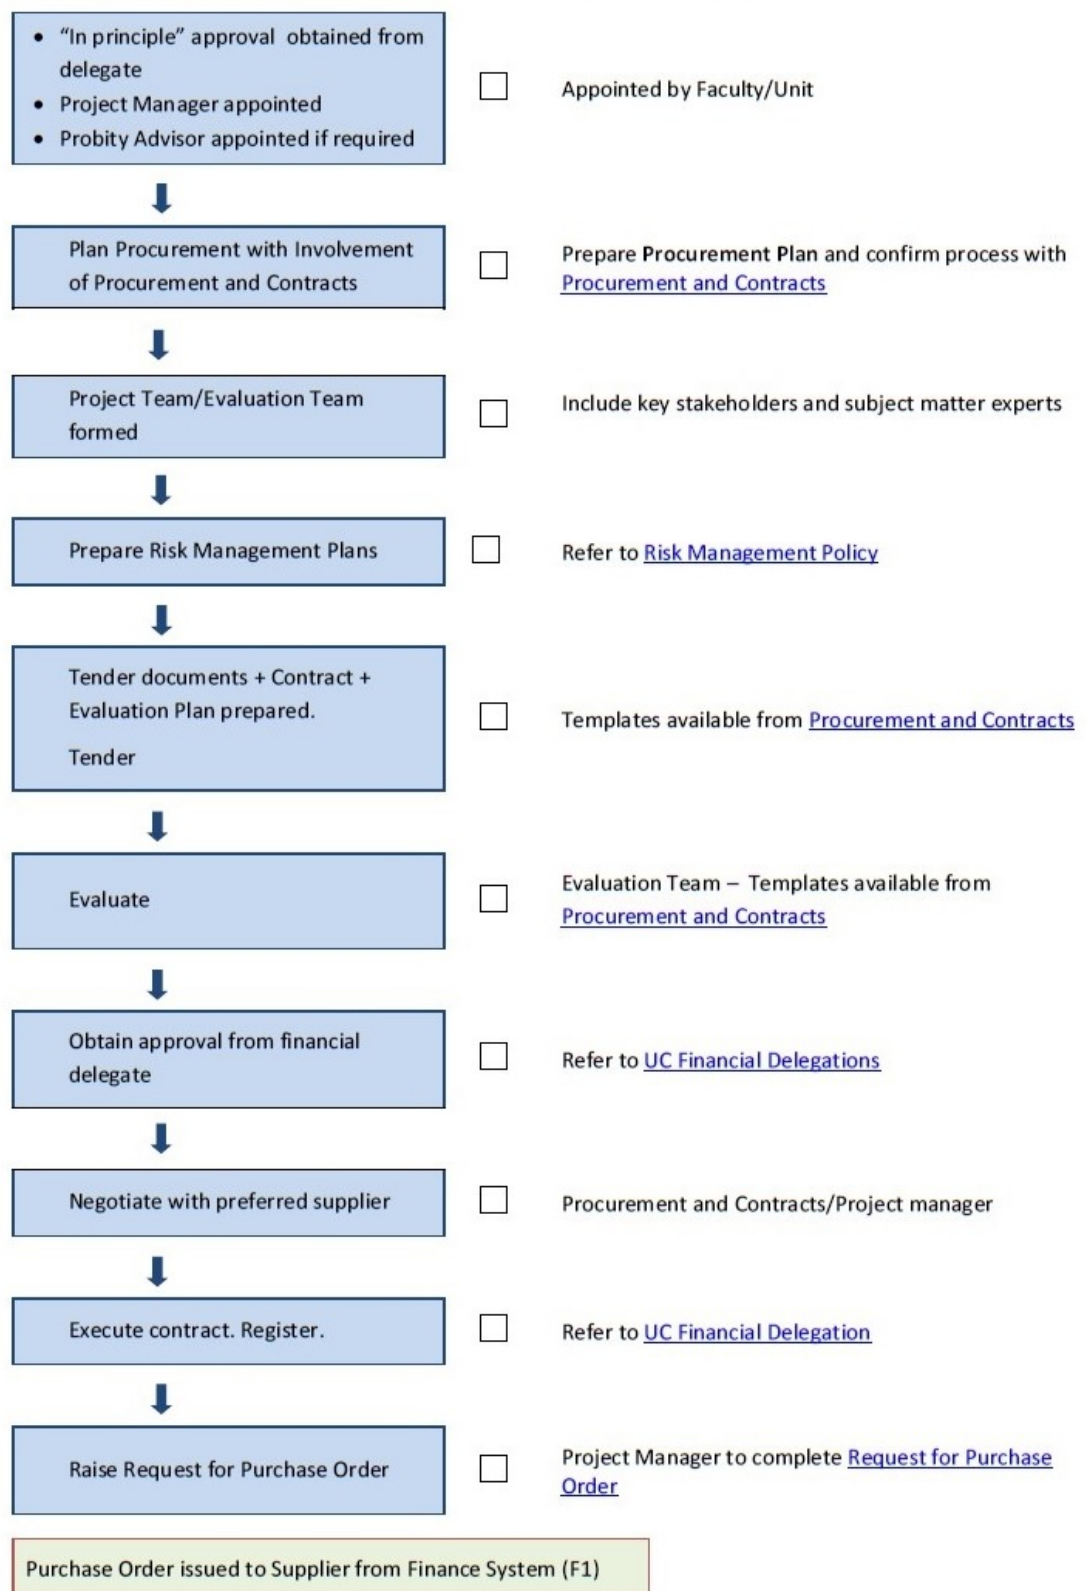 • “In principle” approval obtained from
delegate
• Project Manager appointed
• Probity Advisor appointed if required
Appointed by Faculty/Unit
Plan Procurement with Involvement
of Procurement and Contracts
Prepare Procurement Plan and confirm process with
Procurement and Contracts
Project Team/Evaluation Team
formed
Include key stakeholders and subject matter experts
Prepare Risk Management Plans
Refer to Risk Management Policy
Tender documents + Contract +
Evaluation Plan prepared.
Tender
Templates available from Procurement and Contracts
Evaluate
Evaluation Team – Templates available from
Procurement and Contracts
Obtain approval from financial
delegate
Refer to UC Financial Delegations
Negotiate with preferred supplier
Procurement and Contracts/Project manager
Execute contract. Register.
Refer to UC Financial Delegation
Raise Request for Purchase Order
Project Manager to complete Request for Purchase
Order
Purchase Order issued to Supplier from Finance System (F1)